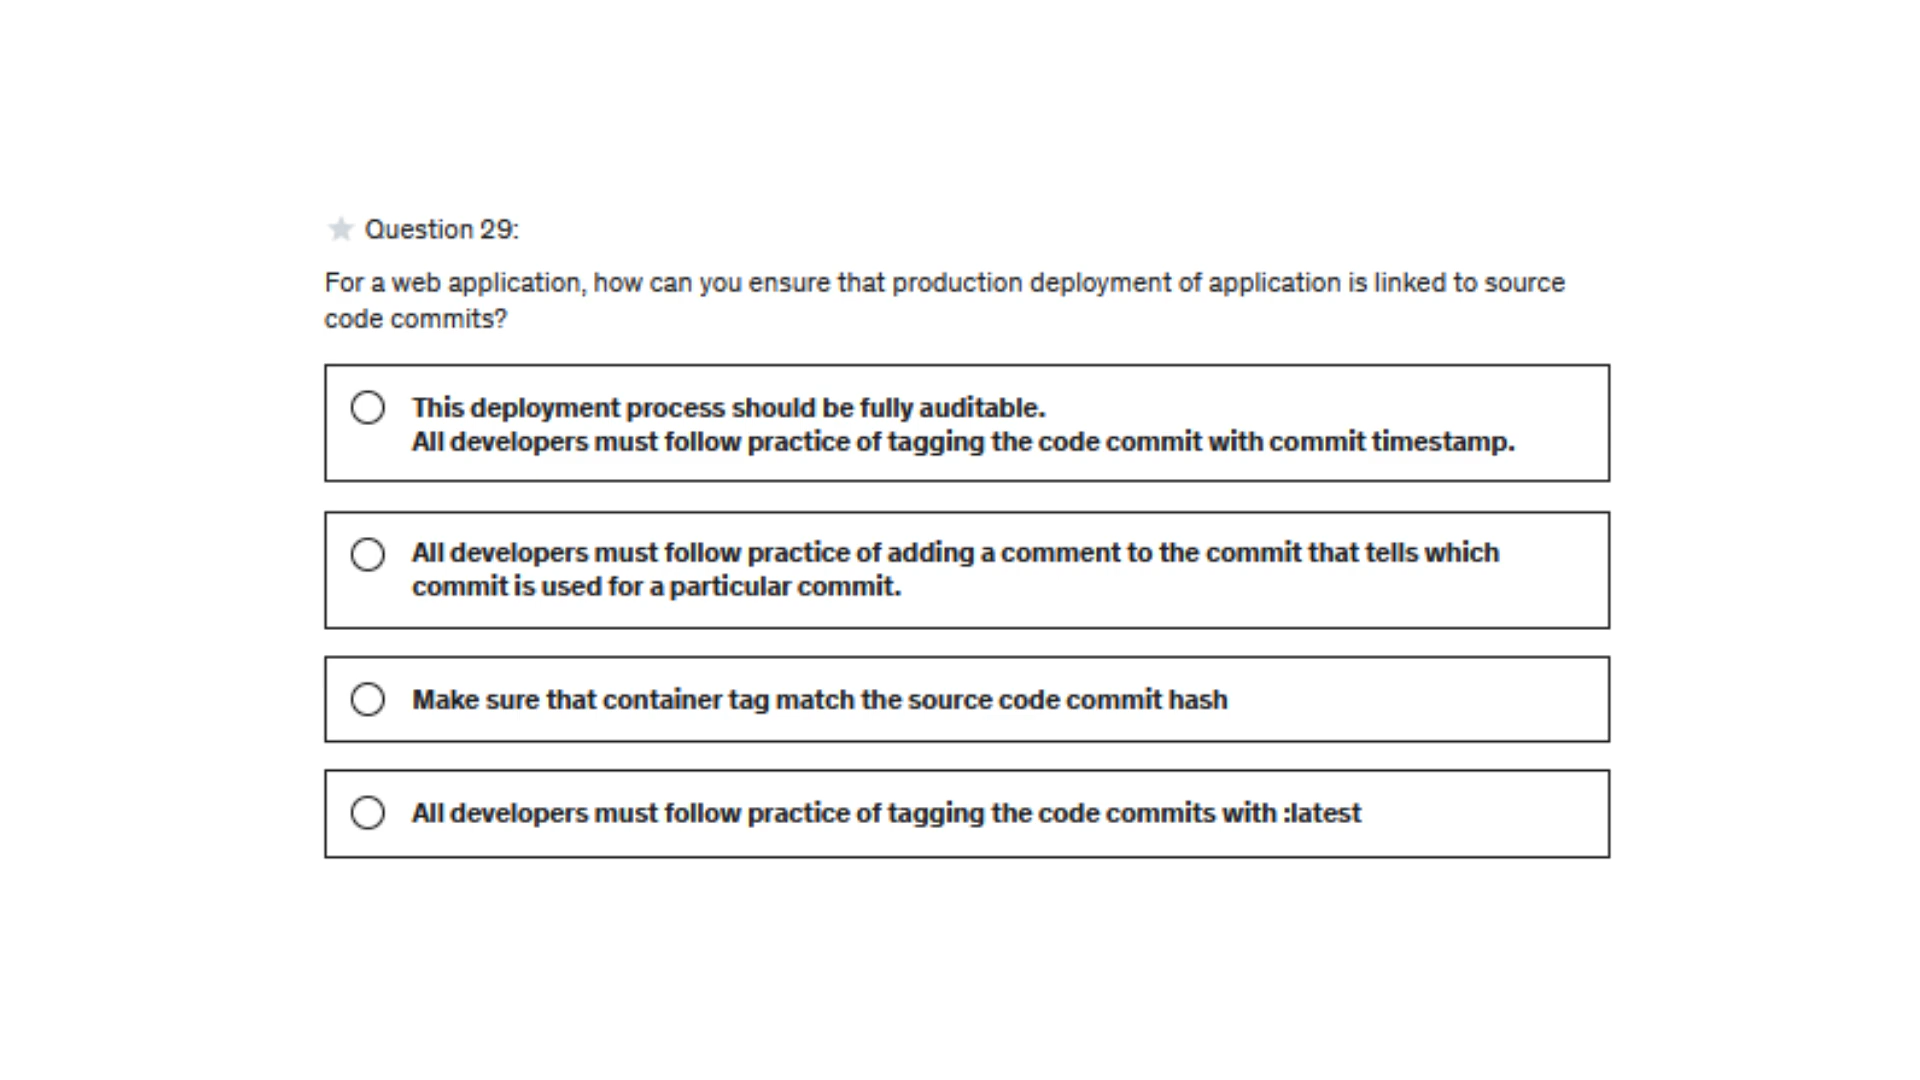 Question 29:
For a web application, how can you ensure that production deployment of application is linked to source
code commits?
This deployment process should be fully auditable.
All developers must follow practice of tagging the code commit with commit timestamp.
All developers must follow practice of adding a comment to the commit that tells which
commit is used for a particular commit.
Make sure that container tag match the source code commit hash
All developers must follow practice of tagging the code commits with :latest